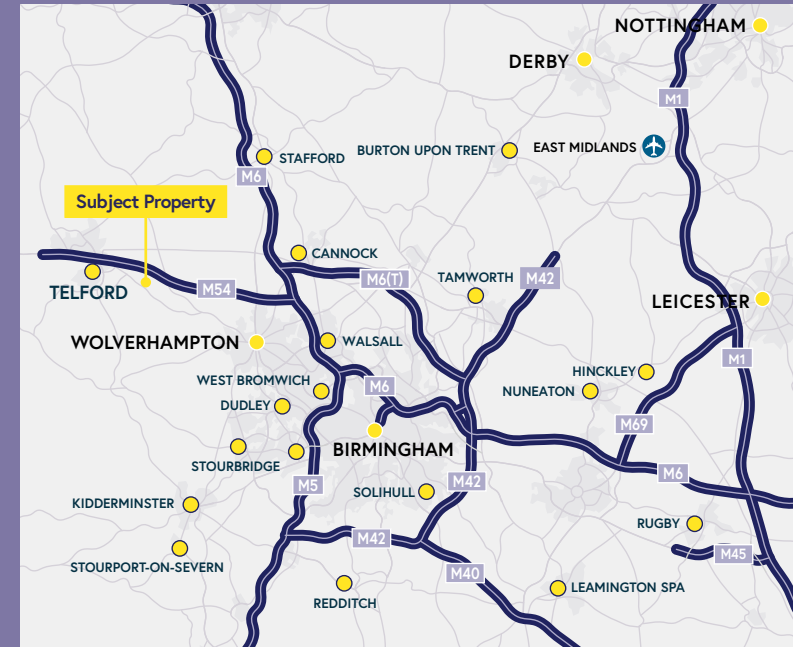 NOTTINGHAM
DERBY
M1
BURTON UPON TRENT
EAST MIDLANDS
STAFFORD
M6
Subject Property
CANNOCK
M6(T)
TAMWORTH
M42
TELFORD
M54
LEICESTER
WOLVERHAMPTON
WALSALL
M1
WEST BROMWICH
M6
HINCKLEY
NUNEATON
DUDLEY
M69
BIRMINGHAM
STOURBRIDGE
M6
M5
SOLIHULL
M42
KIDDERMINSTER
RUGBY
M42
M45
STOURPORT-ON-SEVERN
M40
LEAMINGTON SPA
REDDITCH